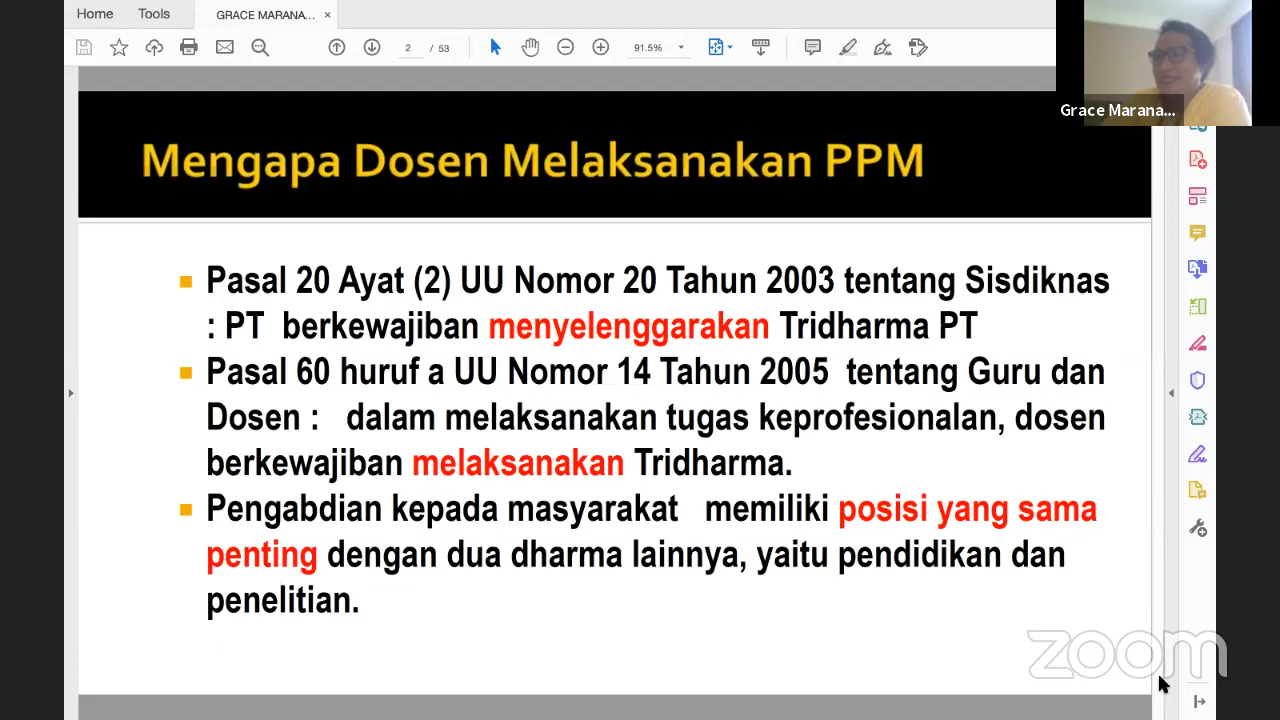 Home Tools GRACE MARANA... ×
2 / 53 91.5%
Grace Marana...
Mengapa Dosen Melaksanakan PPM
Pasal 20 Ayat (2) UU Nomor 20 Tahun 2003 tentang Sisdiknas
: PT berkewajiban menyelenggarakan Tridharma PT
Pasal 60 huruf a UU Nomor 14 Tahun 2005 tentang Guru dan
Dosen : dalam melaksanakan tugas keprofesionalan, dosen
berkewajiban melaksanakan Tridharma.
Pengabdian kepada masyarakat memiliki posisi yang sama
penting dengan dua dharma lainnya, yaitu pendidikan dan
penelitian.
zoom